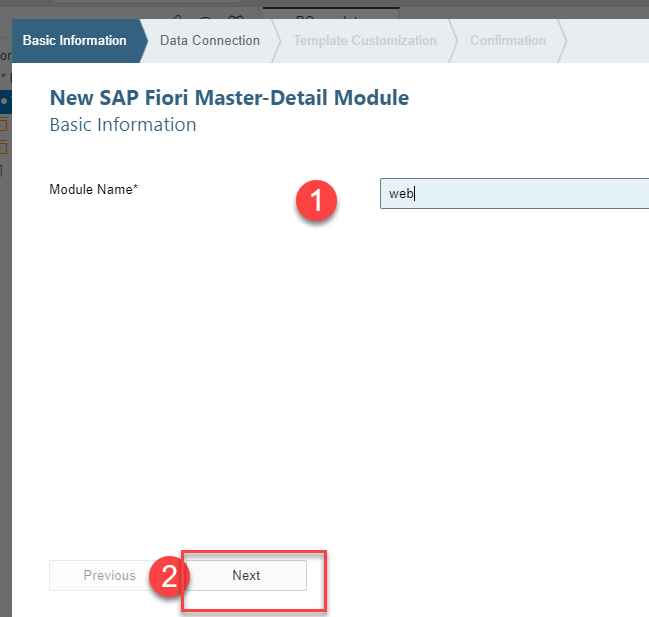 Basic Information Data Connection Template Customization Confirmation
New SAP Fiori Master-Detail Module
Basic Information
Module Name* 1 web
Previous 2 Next